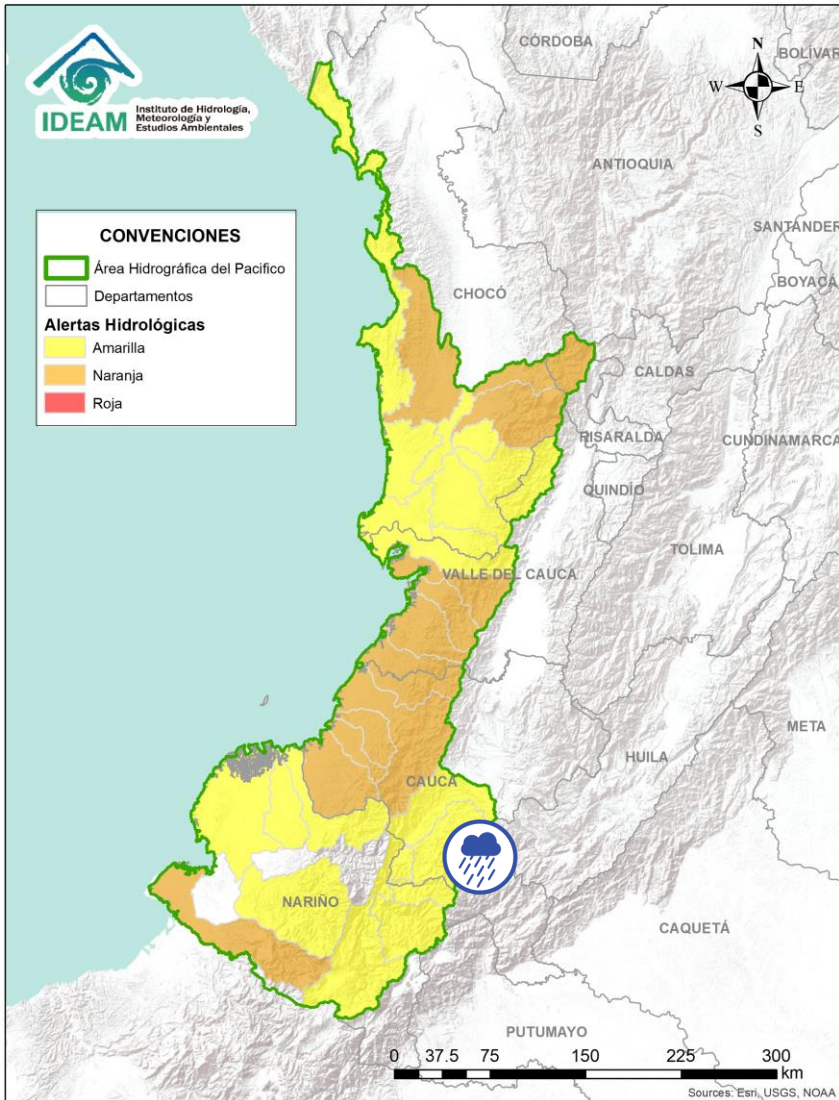 IDEAM
Instituto de Hidrología,
Meteorología y
Estudios Ambientales
N
W E
S
CÓRDOBA
BOLÍVAR
ANTIOQUIA
SANTANDER
BOYACÁ
CHOCÓ
CALDAS
RISARALDA
CUNDINAMARCA
QUINDÍO
TOLIMA
VALLE DEL CAUCA
META
HUILA
CAUCA
NARIÑO
CAQUETÁ
PUTUMAYO
CONVENCIONES
Área Hidrográfica del Pacifico
Departamentos
Alertas Hidrológicas
Amarilla
Naranja
Roja
0 37.5 75 150 225 300
km
Sources: Esri, USGS, NOAA